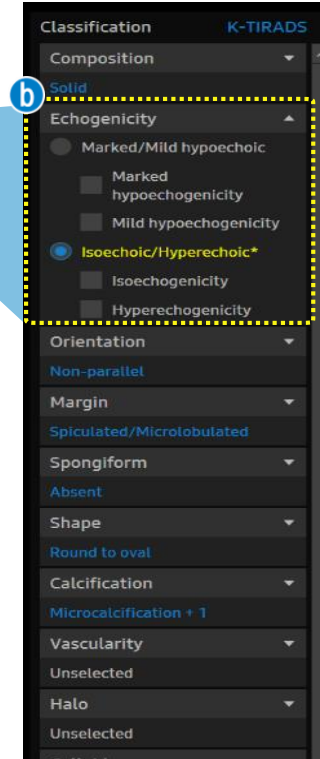 Classification K-TIRADS
Composition
Solid
b
Echogenicity
Marked/Mild hypoechoic
Marked
hypoechogenicity
Mild hypoechogenicity
Isoechoic/Hyperechoic*
Isoechogenicity
Hyperechogenicity
Orientation
Non-parallel
Margin
Spiculated/Microlobulated
Spongiform
Absent
Shape
Round to oval
Calcification
Microcalcification + 1
Vascularity
Unselected
Halo
Unselected